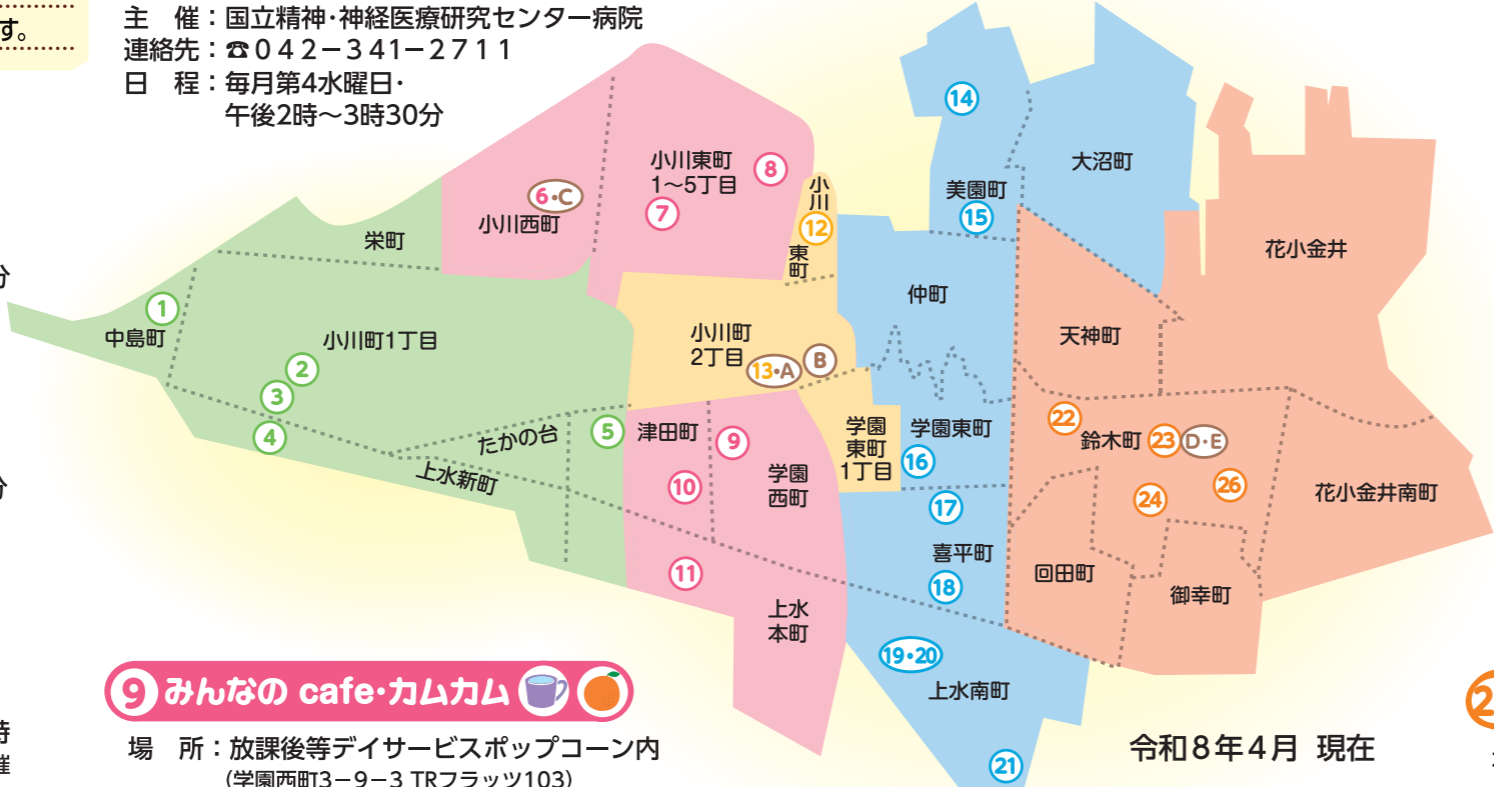 す。
主　催：国立精神・神経医療研究センター病院
連絡先：☎042－341－2711
日　程：毎月第4水曜日・
午後2時～3時30分
分
分
時
催
14
大沼町
小川東町
1～5丁目
8
小川
東町
12
美園町
15
6・C
7
小川西町
栄町
花小金井
仲町
1
中島町
小川町1丁目
小川町
2丁目
天神町
13・A
B
2
3
4
22
鈴木町
23
D・E
たかの台
5
津田町
9
学園
東町
1丁目
学園東町
16
上水新町
10
学園
西町
17
24
26
花小金井南町
喜平町
11
18
回田町
御幸町
上水
本町
19・20
上水南町
21
9 みんなの cafe・カムカム
場　所：放課後等デイサービスポップコーン内
(学園西町3－9－3 TRフラッツ103)
令和8年4月 現在